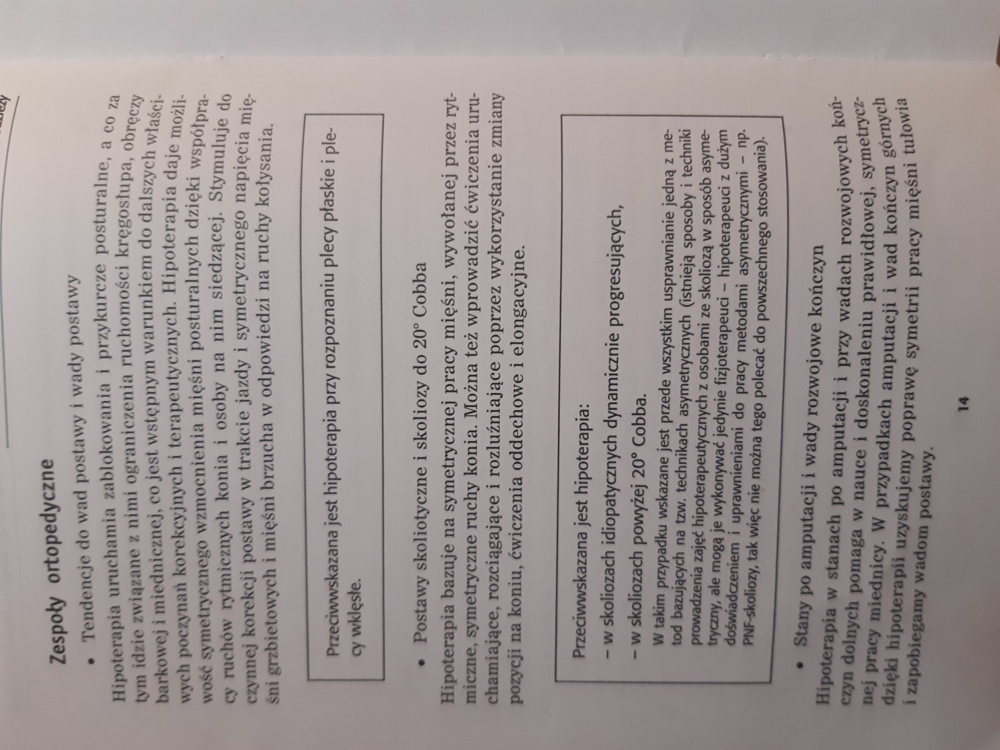 Zespoły ortopedyczne
• Tendencje do wad postawy i wady postawy
Hipoterapia uruchamia zablokowania i przykurcze posturalne, a co za
tym idzie związane z nimi ograniczenia ruchomości kręgosłupa, obręczy
barkowej i miednicznej, co jest wstępnym warunkiem do dalszych właści-
wych poczynań korekcyjnych i terapeutycznych. Hipoterapia daje możli-
wość symetrycznego wzmocnienia mięśni posturalnych dzięki współpra-
cy ruchów rytmicznych konia i osoby na nim siedzącej. Stymuluje do
czynnej korekcji postawy w trakcie jazdy i symetrycznego napięcia mię-
śni grzbietowych i mięśni brzucha w odpowiedzi na ruchy kołysania.
Przeciwwskazana jest hipoterapia przy rozpoznaniu plecy płaskie i ple-
cy wklęsłe.
• Postawy skoliotyczne i skoliozy do 20° Cobba
Hipoterapia bazuje na symetrycznej pracy mięśni, wywołanej przez ryt-
miczne, symetryczne ruchy konia. Można też wprowadzić ćwiczenia uru-
chamiające, rozciągające i rozluźniające poprzez wykorzystanie zmiany
pozycji na koniu, ćwiczenia oddechowe i elongacyjne.
Przeciwwskazana jest hipoterapia:
– w skoliozach idiopatycznych dynamicznie progresujących,
– w skoliozach powyżej 20° Cobba.
W takim przypadku wskazane jest przede wszystkim usprawnianie jedną z me-
tod bazujących na tzw. technikach asymetrycznych (istnieją sposoby i techniki
prowadzenia zajęć hipoterapeutycznych z osobami ze skoliozą w sposób asyme-
tryczny, ale mogą je wykonywać jedynie fizjoterapeuci – hipoterapeuci z dużym
doświadczeniem i uprawnieniami do pracy metodami asymetrycznymi – np.
PNF-skoliozy, tak więc nie można tego polecać do powszechnego stosowania).
• Stany po amputacji i wady rozwojowe kończyn
Hipoterapia w stanach po amputacji i przy wadach rozwojowych koń-
czyn dolnych pomaga w nauce i doskonaleniu prawidłowej, symetrycz-
nej pracy miednicy. W przypadkach amputacji i wad kończyn górnych
dzięki hipoterapii uzyskujemy poprawę symetrii pracy mięśni tułowia
i zapobiegamy wadom postawy.
14